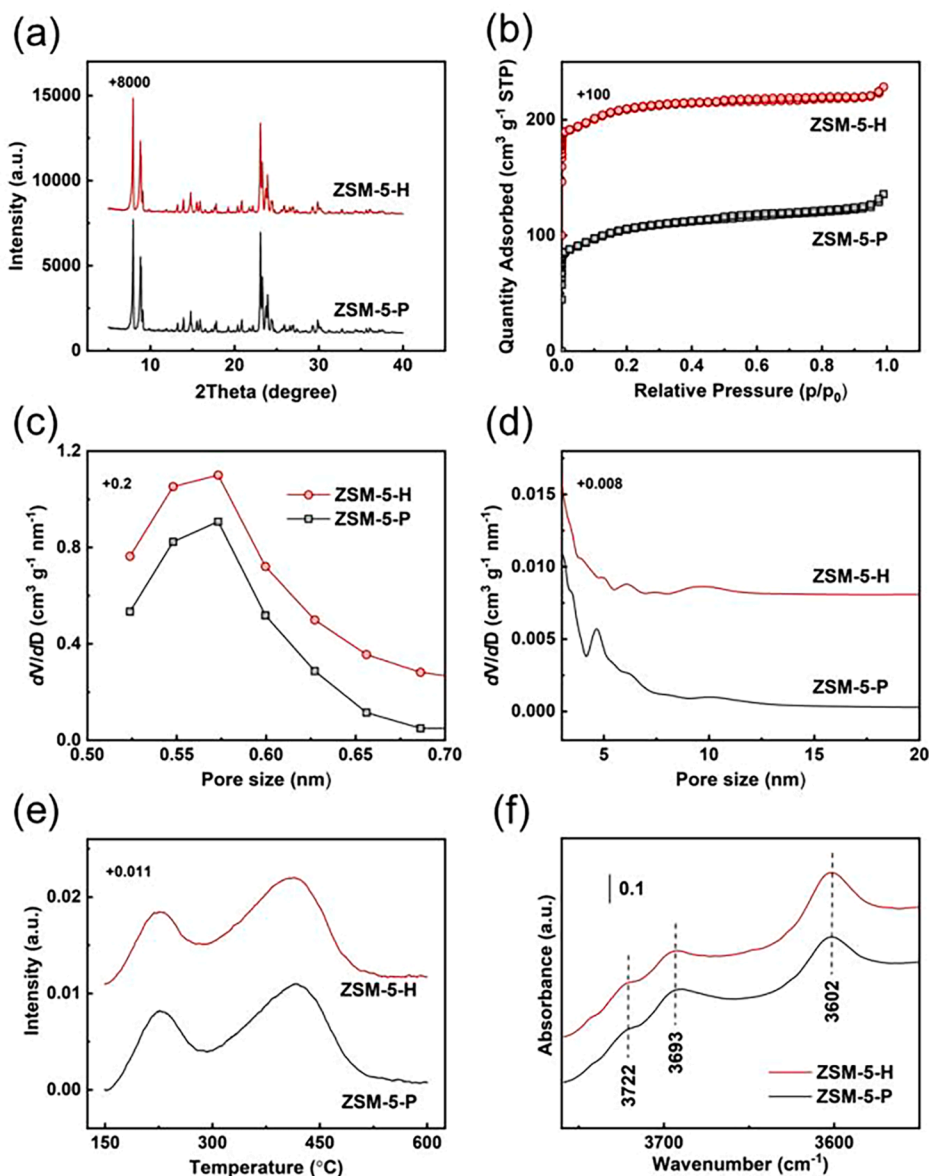 (a)
+8000
15000
10000
5000
0
Intensity (a.u.)
ZSM-5-H
ZSM-5-P
10
20
30
40
2Theta (degree)
(b)
+100
200
100
0
Quantity Adsorbed (cm³ g⁻¹ STP)
ZSM-5-H
ZSM-5-P
0.0
0.2
0.4
0.6
0.8
1.0
Relative Pressure (p/p₀)
(c)
+0.2
1.2
0.8
0.4
0.0
dV/dD (cm³ g⁻¹ nm⁻¹)
ZSM-5-H
ZSM-5-P
0.50
0.55
0.60
0.65
0.70
Pore size (nm)
(d)
+0.008
0.015
0.010
0.005
0.000
dV/dD (cm³ g⁻¹ nm⁻¹)
ZSM-5-H
ZSM-5-P
5
10
15
20
Pore size (nm)
(e)
+0.011
0.02
0.01
0.00
Intensity (a.u.)
ZSM-5-H
ZSM-5-P
150
300
450
600
Temperature (°C)
(f)
0.1
Absorbance (a.u.)
3722
3693
3602
ZSM-5-H
ZSM-5-P
3700
3600
Wavenumber (cm⁻¹)